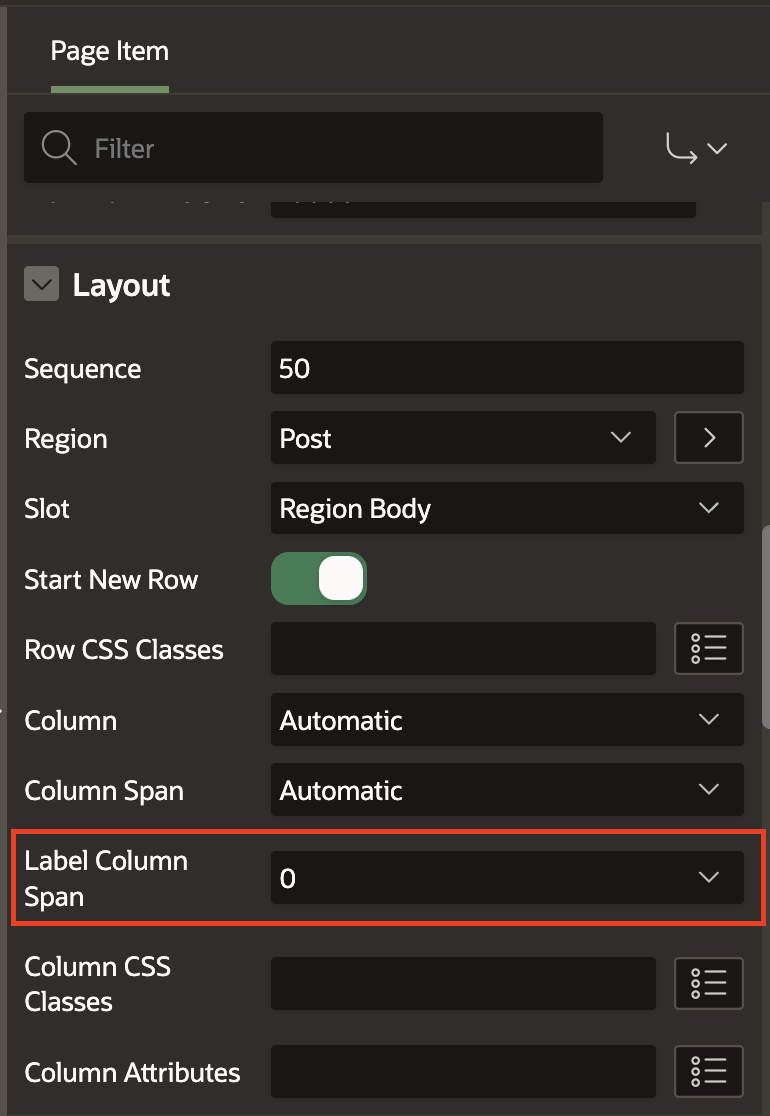 Page Item
Filter
Layout
Sequence
50
Region
Post
Slot
Region Body
Start New Row
Row CSS Classes
Column
Automatic
Column Span
Automatic
Label Column
Span
0
Column CSS
Classes
Column Attributes